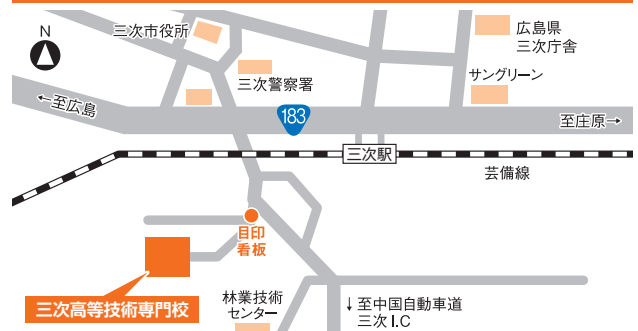 N
三次市役所
広島県
三次庁舎
三次警察署
サングリーン
←至広島
183
至庄原→
三次駅
芸備線
目印
看板
三次高等技術専門校
林業技術
センター
↓至中国自動車道
三次I.C